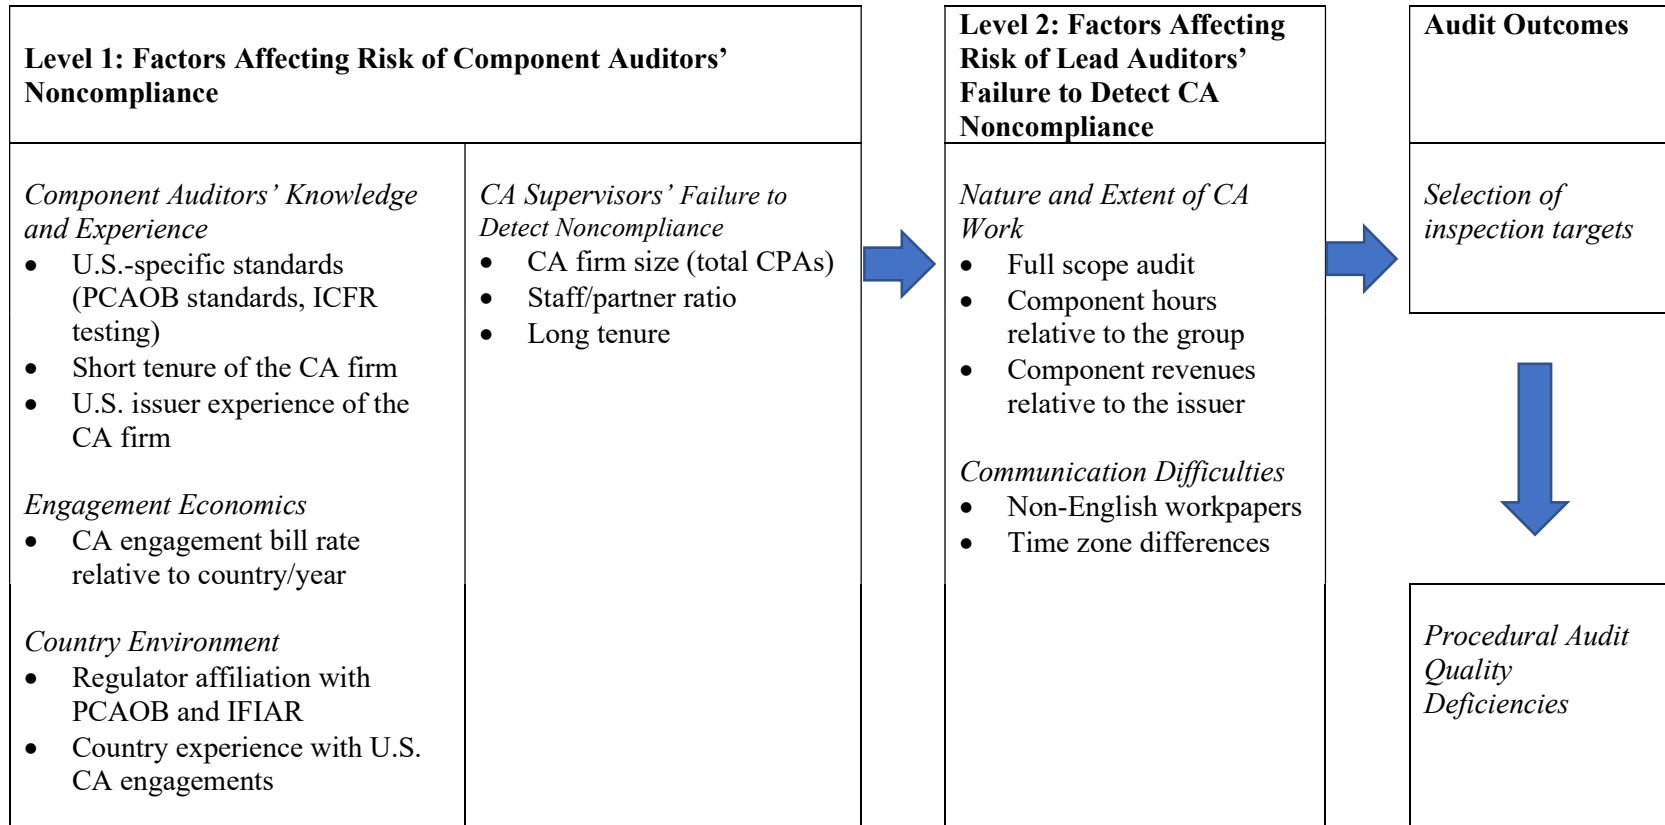 Level 1: Factors Affecting Risk of Component Auditors’
Noncompliance
Component Auditors’ Knowledge
and Experience
• U.S.-specific standards
(PCAOB standards, ICFR
testing)
• Short tenure of the CA firm
• U.S. issuer experience of the
CA firm
Engagement Economics
• CA engagement bill rate
relative to country/year
Country Environment
• Regulator affiliation with
PCAOB and IFIAR
• Country experience with U.S.
CA engagements
CA Supervisors’ Failure to
Detect Noncompliance
• CA firm size (total CPAs)
• Staff/partner ratio
• Long tenure
Level 2: Factors Affecting
Risk of Lead Auditors’
Failure to Detect CA
Noncompliance
Nature and Extent of CA
Work
• Full scope audit
• Component hours
relative to the group
• Component revenues
relative to the issuer
Communication Difficulties
• Non-English workpapers
• Time zone differences
Audit Outcomes
Selection of
inspection targets
Procedural Audit
Quality
Deficiencies